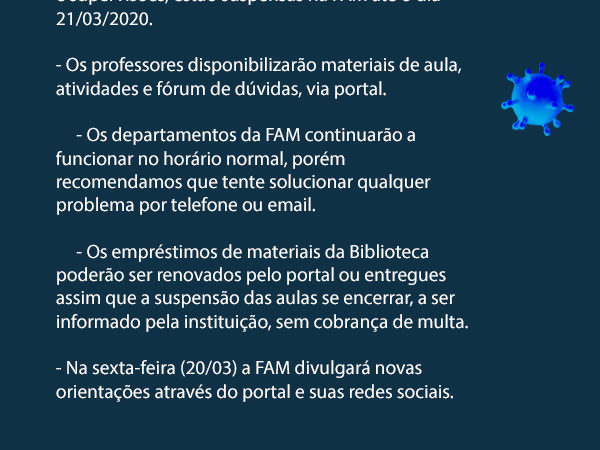 21/03/2020.
- Os professores disponibilizarão materiais de aula,
atividades e fórum de dúvidas, via portal.
- Os departamentos da FAM continuarão a
funcionar no horário normal, porém
recomendamos que tente solucionar qualquer
problema por telefone ou email.
- Os empréstimos de materiais da Biblioteca
poderão ser renovados pelo portal ou entregues
assim que a suspensão das aulas se encerrar, a ser
informado pela instituição, sem cobrança de multa.
- Na sexta-feira (20/03) a FAM divulgará novas
orientações através do portal e suas redes sociais.